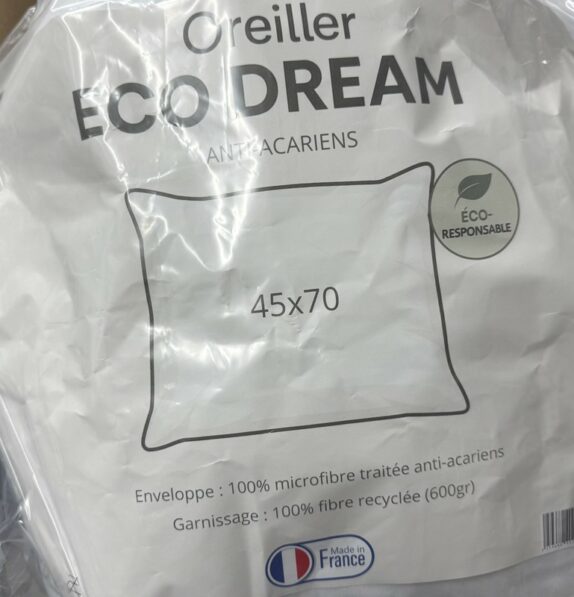 Oreiller
ECO DREAM
ANTI-ACARIENS
ÉCO-
RESPONSABLE
45x70
Enveloppe : 100% microfibre traitée anti-acariens
Garnissage : 100% fibre recyclée (600gr)
Made in
France